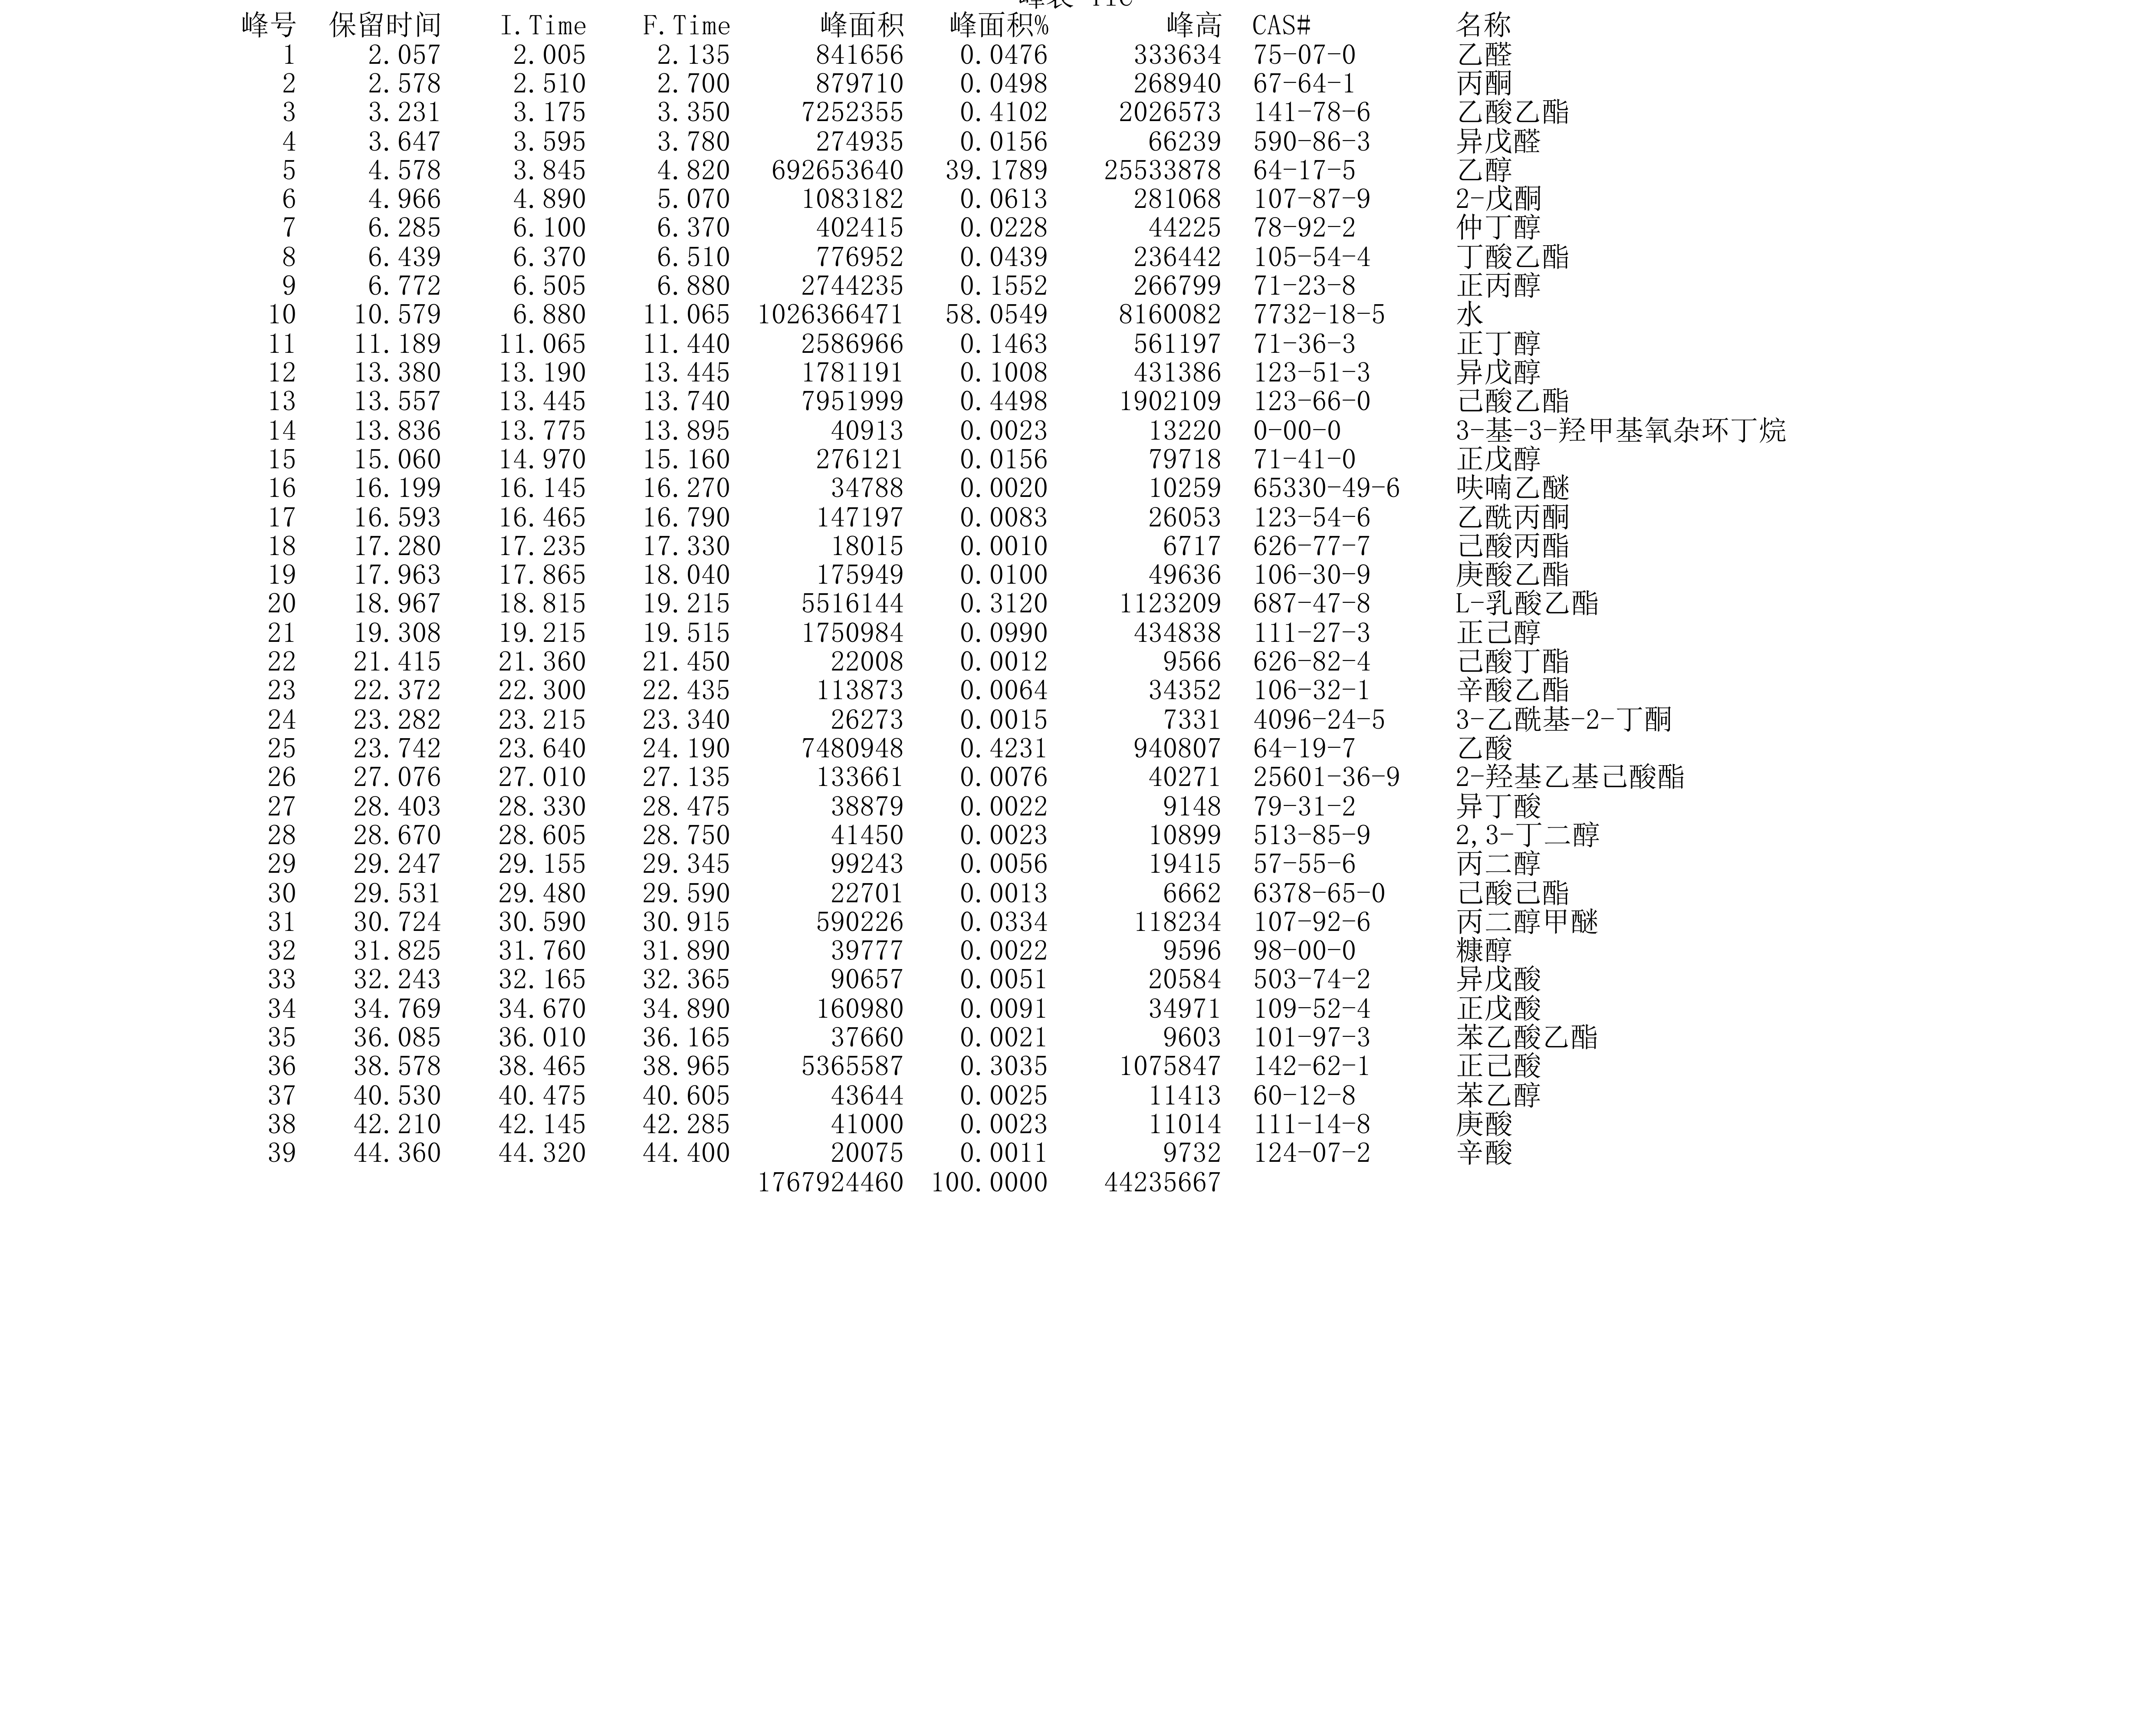 峰表 TIC
峰号 保留时间 I.Time F.Time 峰面积 峰面积% 峰高 CAS# 名称
1 2.057 2.005 2.135 841656 0.0476 333634 75-07-0 乙醛
2 2.578 2.510 2.700 879710 0.0498 268940 67-64-1 丙酮
3 3.231 3.175 3.350 7252355 0.4102 2026573 141-78-6 乙酸乙酯
4 3.647 3.595 3.780 274935 0.0156 66239 590-86-3 异戊醛
5 4.578 3.845 4.820 692653640 39.1789 25533878 64-17-5 乙醇
6 4.966 4.890 5.070 1083182 0.0613 281068 107-87-9 2-戊酮
7 6.285 6.100 6.370 402415 0.0228 44225 78-92-2 仲丁醇
8 6.439 6.370 6.510 776952 0.0439 236442 105-54-4 丁酸乙酯
9 6.772 6.505 6.880 2744235 0.1552 266799 71-23-8 正丙醇
10 10.579 6.880 11.065 1026366471 58.0549 8160082 7732-18-5 水
11 11.189 11.065 11.440 2586966 0.1463 561197 71-36-3 正丁醇
12 13.380 13.190 13.445 1781191 0.1008 431386 123-51-3 异戊醇
13 13.557 13.445 13.740 7951999 0.4498 1902109 123-66-0 己酸乙酯
14 13.836 13.775 13.895 40913 0.0023 13220 0-00-0 3-基-3-羟甲基氧杂环丁烷
15 15.060 14.970 15.160 276121 0.0156 79718 71-41-0 正戊醇
16 16.199 16.145 16.270 34788 0.0020 10259 65330-49-6 呋喃乙醚
17 16.593 16.465 16.790 147197 0.0083 26053 123-54-6 乙酰丙酮
18 17.280 17.235 17.330 18015 0.0010 6717 626-77-7 己酸丙酯
19 17.963 17.865 18.040 175949 0.0100 49636 106-30-9 庚酸乙酯
20 18.967 18.815 19.215 5516144 0.3120 1123209 687-47-8 L-乳酸乙酯
21 19.308 19.215 19.515 1750984 0.0990 434838 111-27-3 正己醇
22 21.415 21.360 21.450 22008 0.0012 9566 626-82-4 己酸丁酯
23 22.372 22.300 22.435 113873 0.0064 34352 106-32-1 辛酸乙酯
24 23.282 23.215 23.340 26273 0.0015 7331 4096-24-5 3-乙酰基-2-丁酮
25 23.742 23.640 24.190 7480948 0.4231 940807 64-19-7 乙酸
26 27.076 27.010 27.135 133661 0.0076 40271 25601-36-9 2-羟基乙基己酸酯
27 28.403 28.330 28.475 38879 0.0022 9148 79-31-2 异丁酸
28 28.670 28.605 28.750 41450 0.0023 10899 513-85-9 2,3-丁二醇
29 29.247 29.155 29.345 99243 0.0056 19415 57-55-6 丙二醇
30 29.531 29.480 29.590 22701 0.0013 6662 6378-65-0 己酸己酯
31 30.724 30.590 30.915 590226 0.0334 118234 107-92-6 丙二醇甲醚
32 31.825 31.760 31.890 39777 0.0022 9596 98-00-0 糠醇
33 32.243 32.165 32.365 90657 0.0051 20584 503-74-2 异戊酸
34 34.769 34.670 34.890 160980 0.0091 34971 109-52-4 正戊酸
35 36.085 36.010 36.165 37660 0.0021 9603 101-97-3 苯乙酸乙酯
36 38.578 38.465 38.965 5365587 0.3035 1075847 142-62-1 正己酸
37 40.530 40.475 40.605 43644 0.0025 11413 60-12-8 苯乙醇
38 42.210 42.145 42.285 41000 0.0023 11014 111-14-8 庚酸
39 44.360 44.320 44.400 20075 0.0011 9732 124-07-2 辛酸
1767924460 100.0000 44235667